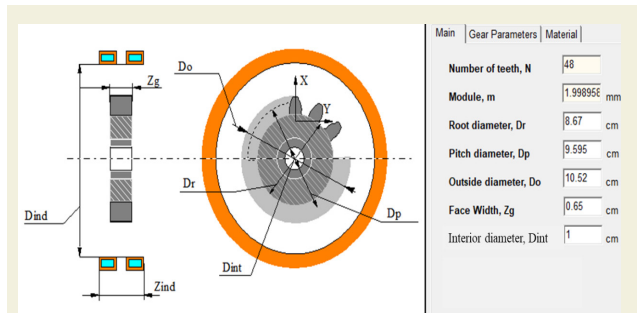 Main Gear Parameters Material
Number of teeth, N 48
Module, m 1.998958 mm
Root diameter, Dr 8.67 cm
Pitch diameter, Dp 9.595 cm
Outside diameter, Do 10.52 cm
Face Width, Zg 0.65 cm
Interior diameter, Dint 1 cm
Zg
Do
X
Y
Dr
Dp
Dind
Dint
Zind